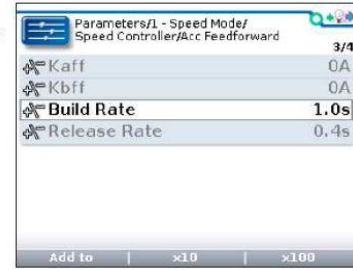 Parameters/1 - Speed Mode/
Speed Controller/Acc Feedforward
3/4
Kaff 0A
Kbff 0A
Build Rate 1.0s
Release Rate 0.4s
Add to | x10 | x100